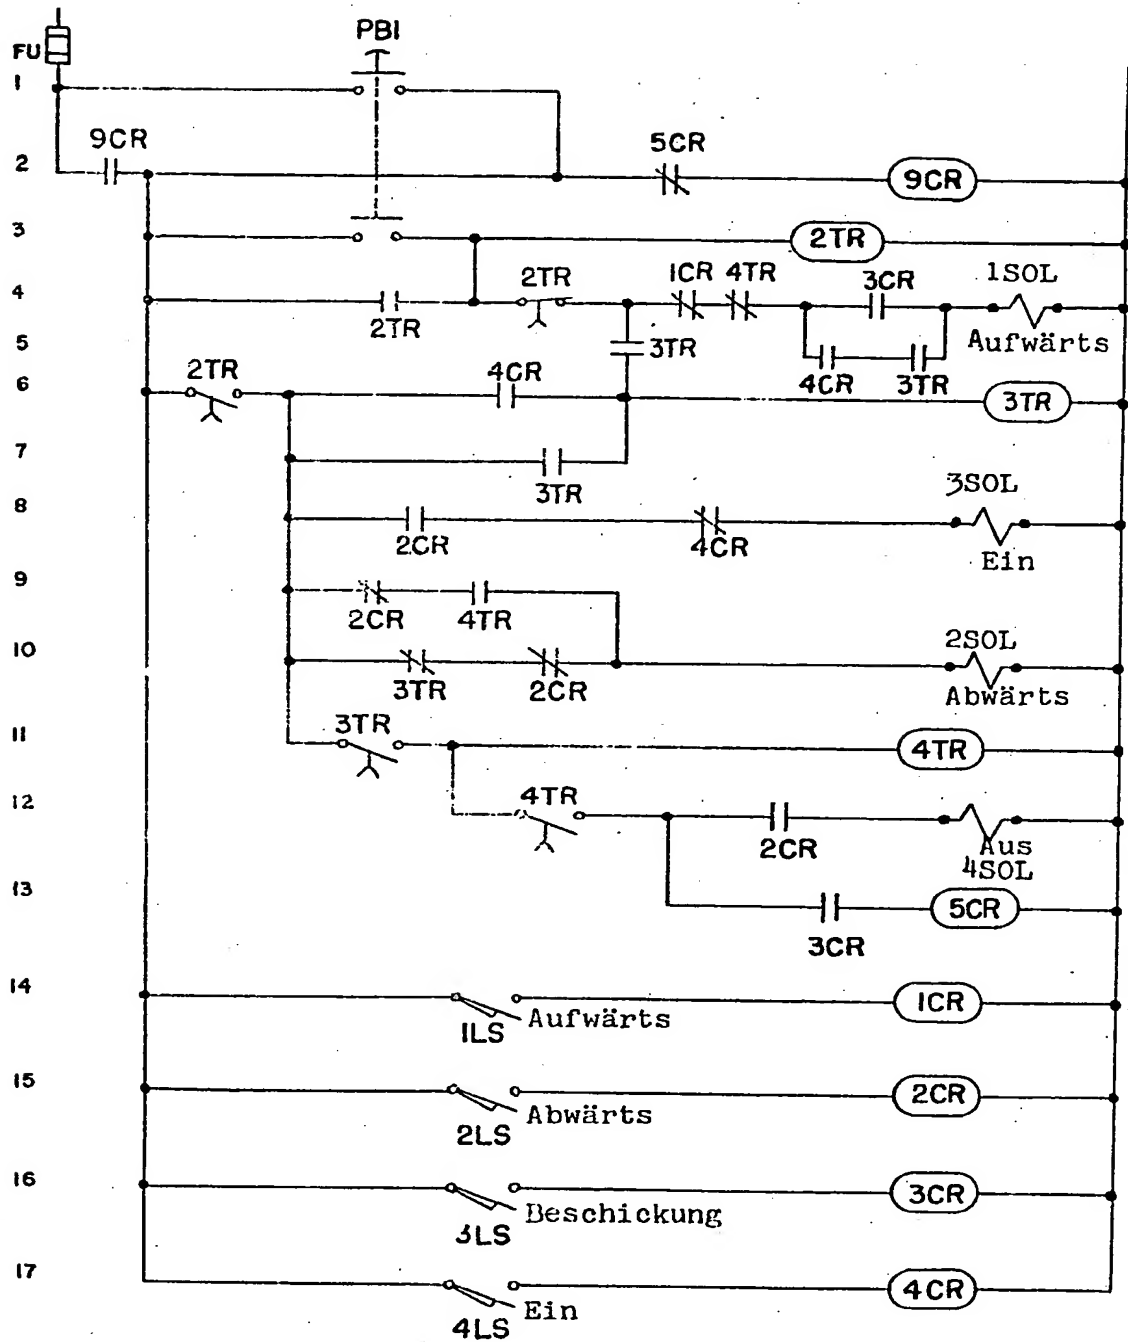 FU
PB1
1
9CR
5CR
2
9CR
3
2TR
4
2TR
2TR
1CR
4TR
3CR
1SOL
Aufwärts
5
3TR
4CR
3TR
6
2TR
4CR
3TR
7
3TR
8
2CR
4CR
3SOL
Ein
9
2CR
4TR
10
3TR
2CR
2SOL
Abwärts
11
3TR
4TR
12
4TR
2CR
Aus
4SOL
13
3CR
5CR
14
1LS
Aufwärts
1CR
15
2LS
Abwärts
2CR
16
3LS
Beschickung
3CR
17
4LS
Ein
4CR